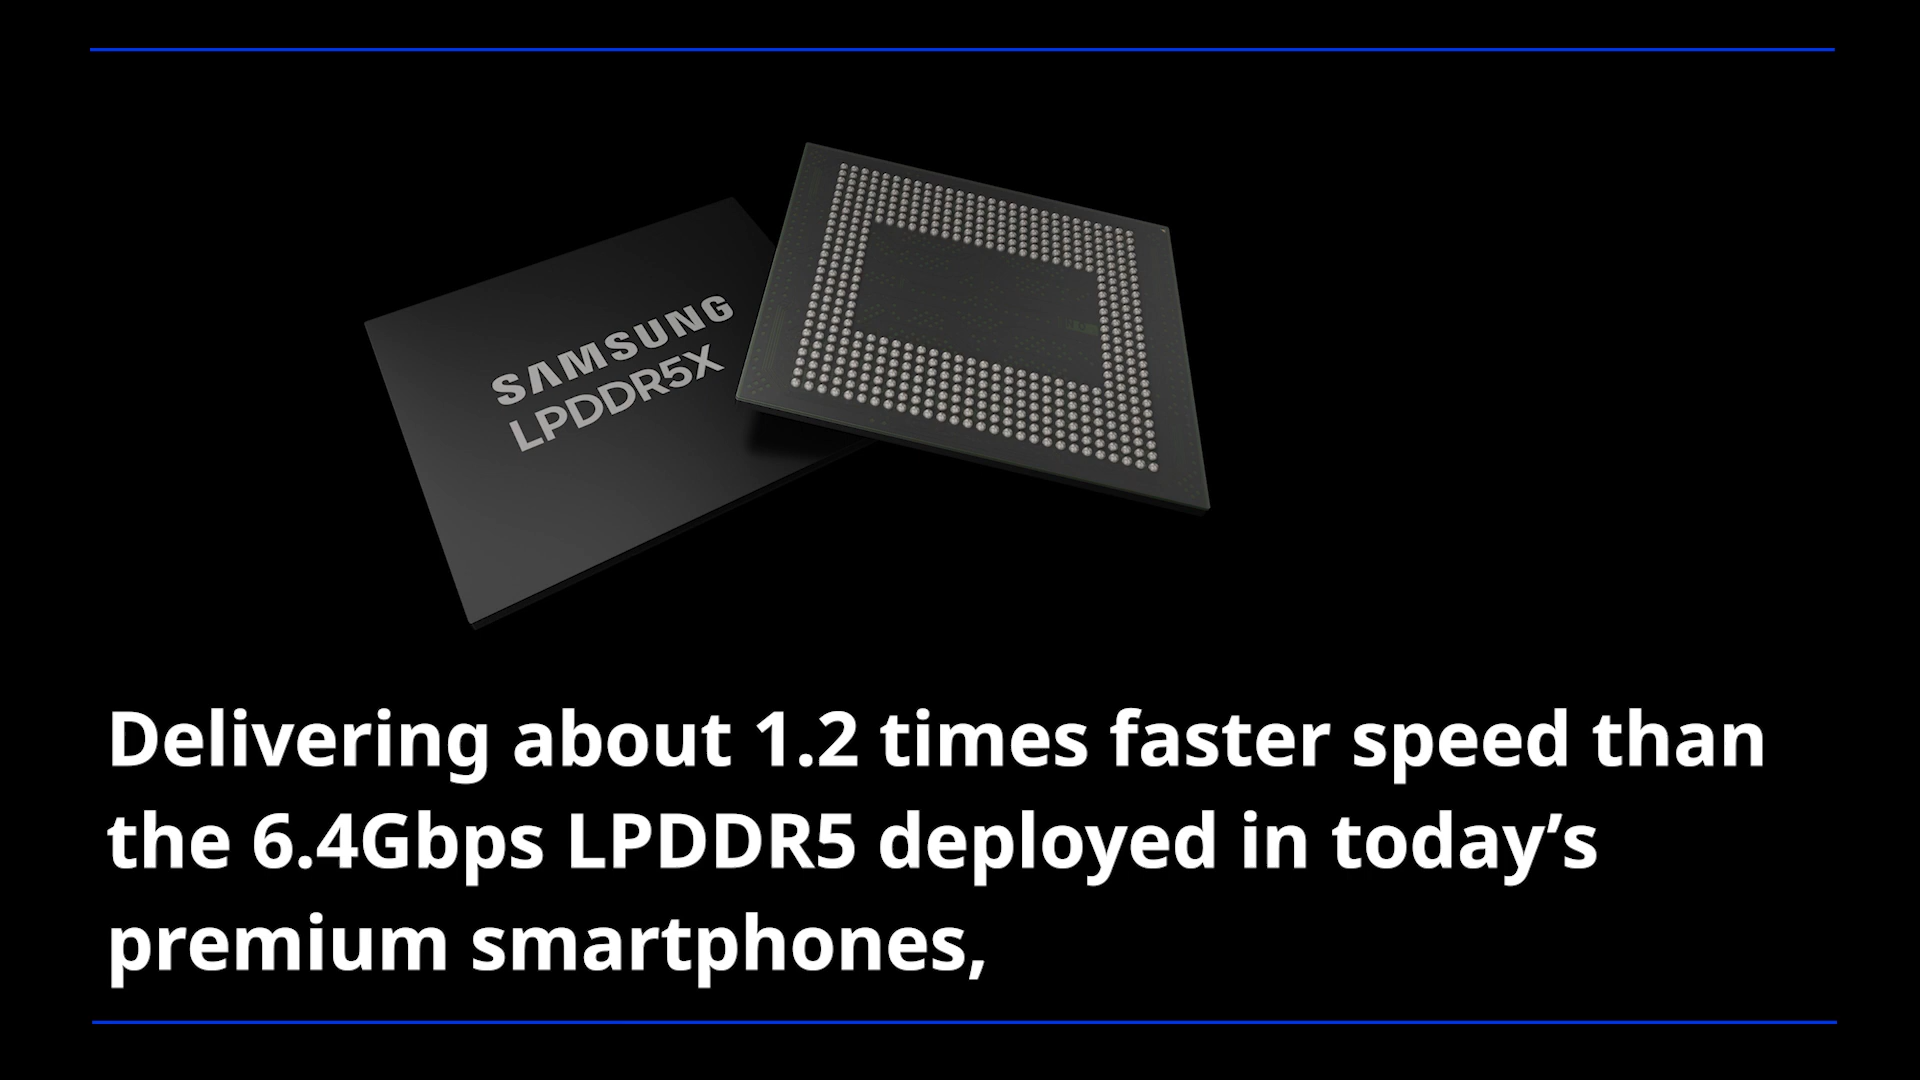 SAMSUNG
LPDDR5X
Delivering about 1.2 times faster speed than
the 6.4Gbps LPDDR5 deployed in today’s
premium smartphones,